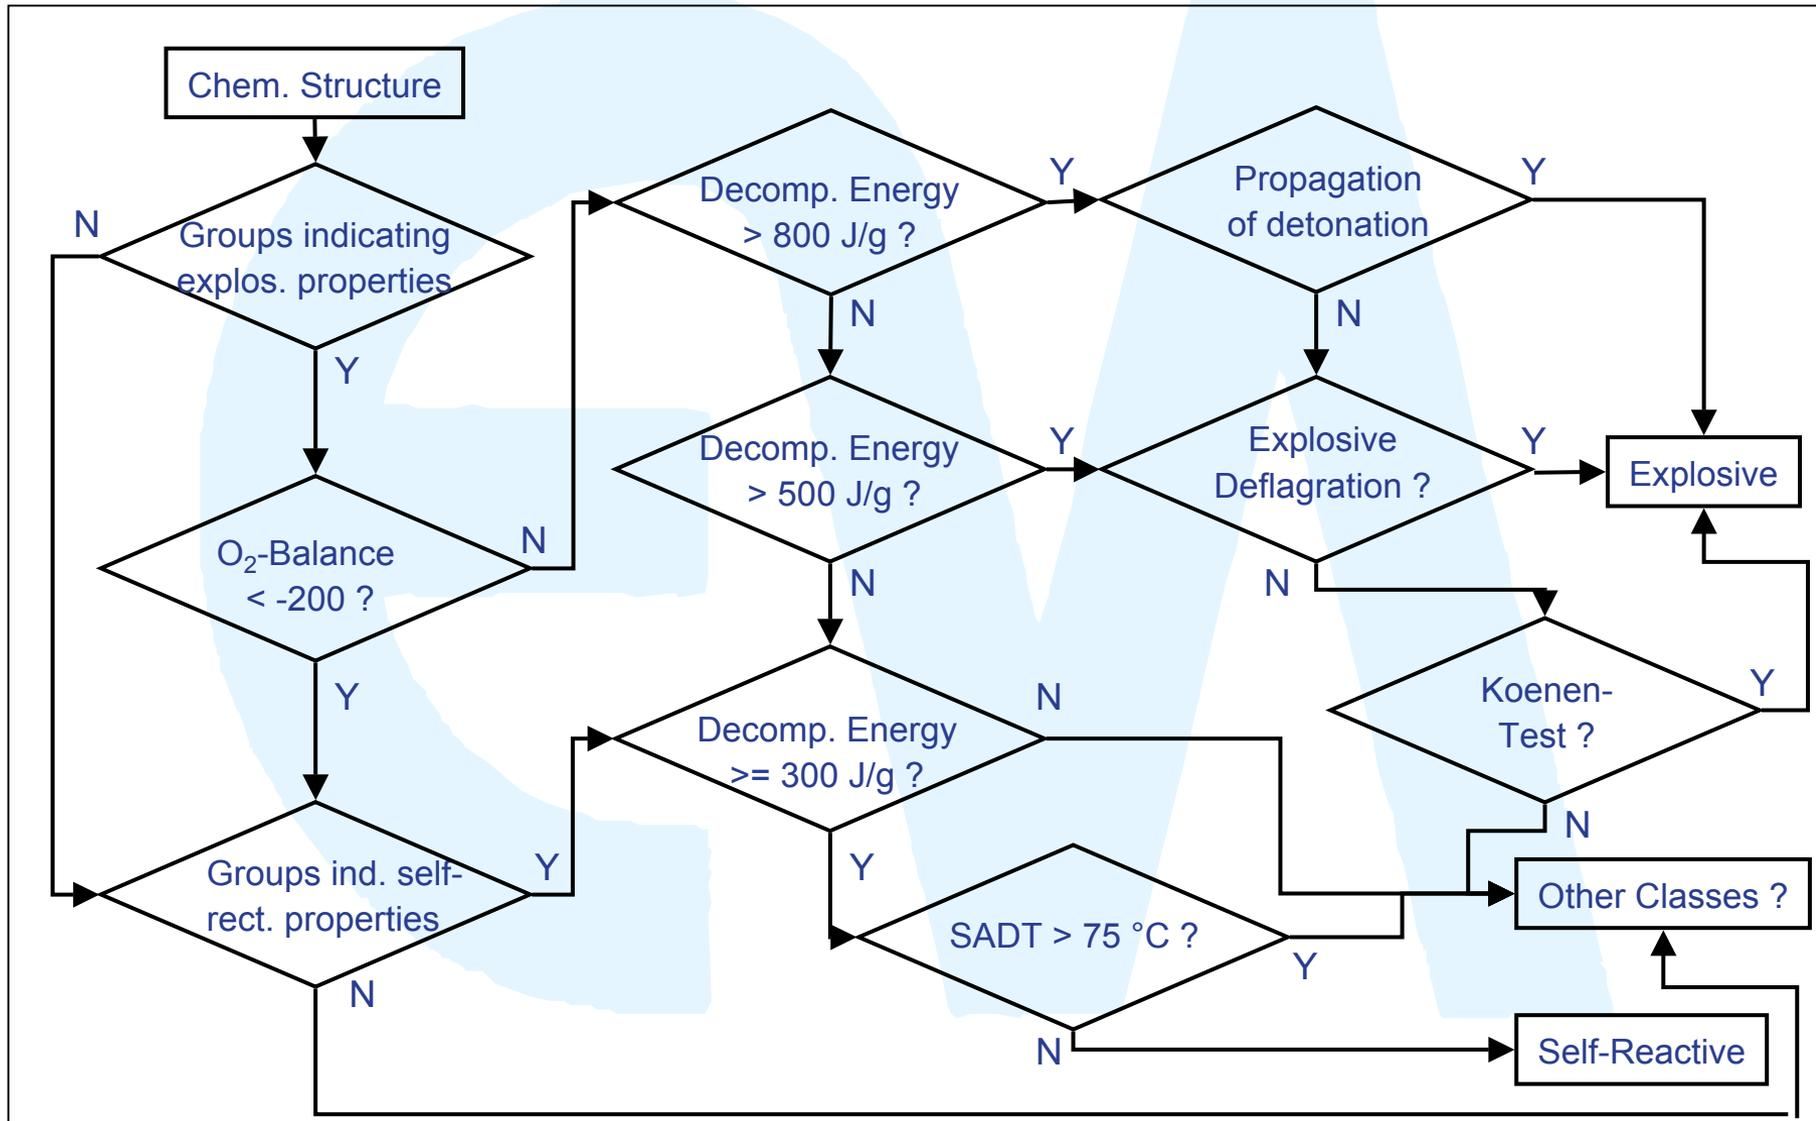 Chem. Structure
N
Groups indicating
explos. properties
Y
O₂-Balance
< -200 ?
N
Y
Groups ind. self-
rect. properties
Y
N
Decomp. Energy
> 800 J/g ?
Y
N
Decomp. Energy
> 500 J/g ?
Y
N
Decomp. Energy
>= 300 J/g ?
N
Y
SADT > 75 °C ?
Y
N
Propagation
of detonation
Y
N
Explosive
Deflagration ?
Y
N
Explosive
Koenen-
Test ?
Y
N
Other Classes ?
Self-Reactive